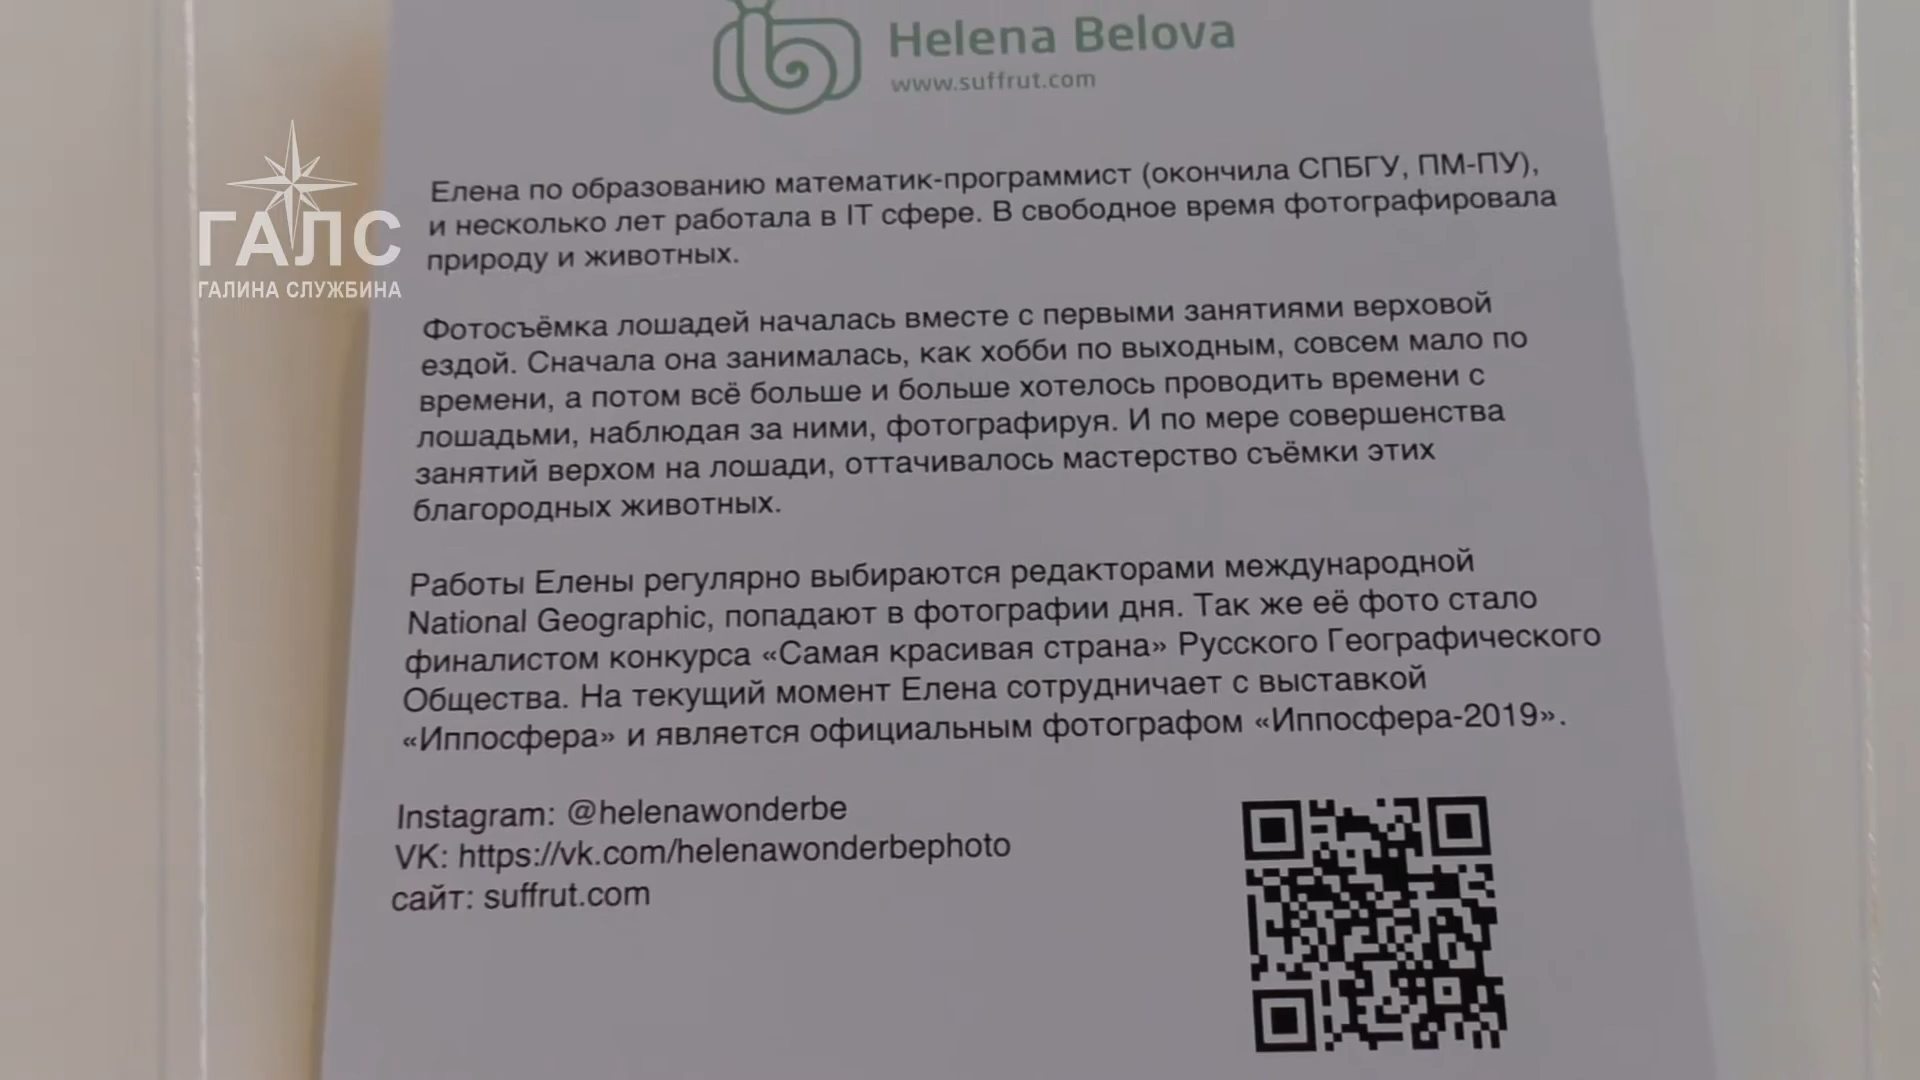 Helena Belova
www.suffrut.com
ГАЛС
ГАЛИНА СЛУЖБИНА
Елена по образованию математик-программист (окончила СПБГУ, ПМ-ПУ),
и несколько лет работала в IT сфере. В свободное время фотографировала
природу и животных.
Фотосъёмка лошадей началась вместе с первыми занятиями верховой
ездой. Сначала она занималась, как хобби по выходным, совсем мало по
времени, а потом всё больше и больше хотелось проводить времени с
лошадьми, наблюдая за ними, фотографируя. И по мере совершенства
занятий верхом на лошади, оттачивалось мастерство съёмки этих
благородных животных.
Работы Елены регулярно выбираются редакторами международной
National Geographic, попадают в фотографии дня. Так же её фото стало
финалистом конкурса «Самая красивая страна» Русского Географического
Общества. На текущий момент Елена сотрудничает с выставкой
«Иппосфера» и является официальным фотографом «Иппосфера-2019».
Instagram: @helenawonderbe
VK: https://vk.com/helenawonderbephoto
сайт: suffrut.com